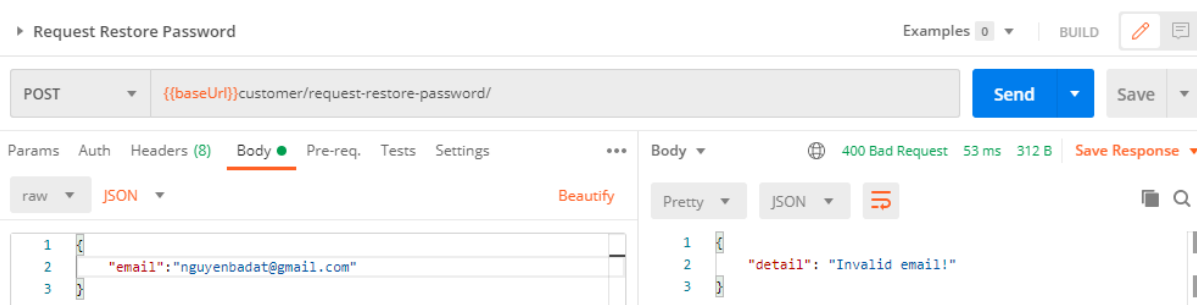 Request Restore Password Examples 0 BUILD
POST {{baseUrl}}customer/request-restore-password/ Send Save
Params Auth Headers (8) Body Pre-req. Tests Settings ••• Body 400 Bad Request 53 ms 312 B Save Response
raw JSON Beautify Pretty JSON
1 { 1 {
2 "email":"nguyenbadat@gmail.com" 2 "detail": "Invalid email!"
3 } 3 }